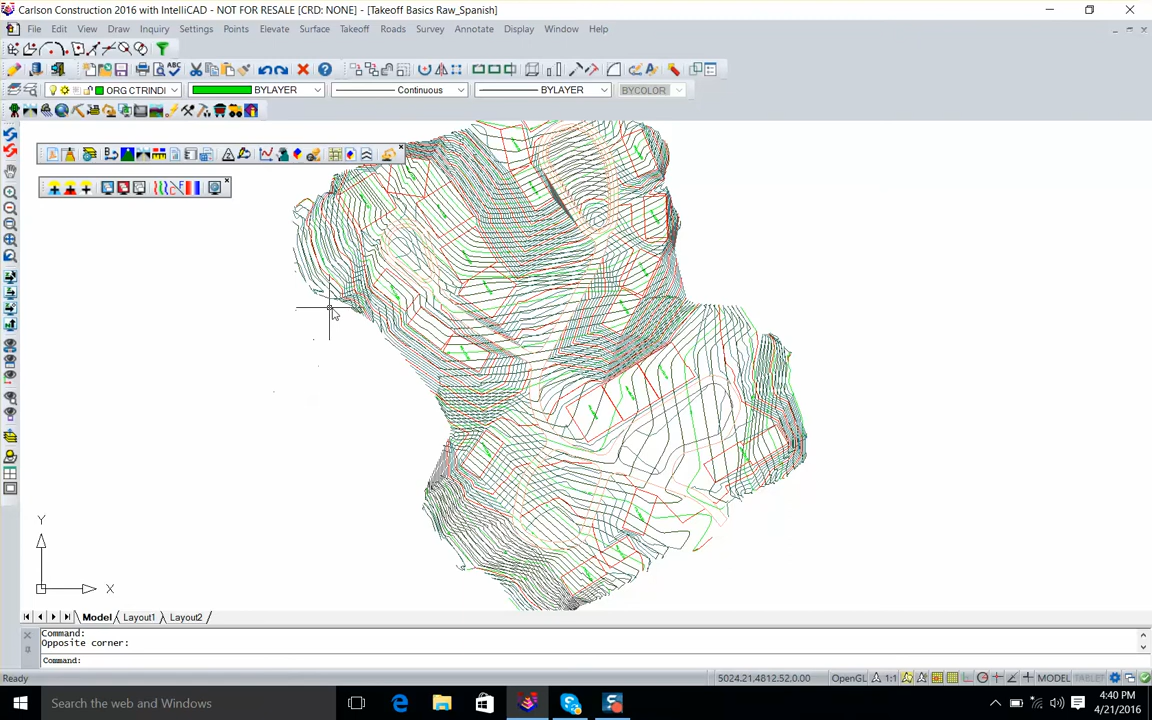 Carlson Construction 2016 with IntelliCAD - NOT FOR RESALE [CRD: NONE] - [Takeoff Basics Raw_Spanish]
File Edit View Draw Inquiry Settings Points Elevate Surface Takeoff Roads Survey Annotate Display Window Help
ORG CTRINDI BYLAYER Continuous BYLAYER BYCOLOR
Y
X
Model Layout1 Layout2
Command:
Opposite corner:
Command:
Ready 5024.21,4812.52,0.00 OpenGL 1:1 MODEL TABLET
Search the web and Windows
4:40 PM
4/21/2016